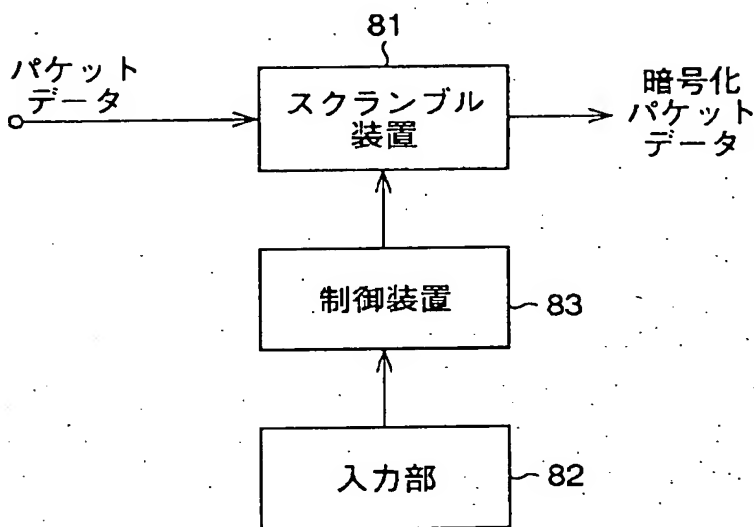 81
パケット
データ
スクランブル
装置
暗号化
パケット
データ
制御装置
83
入力部
82